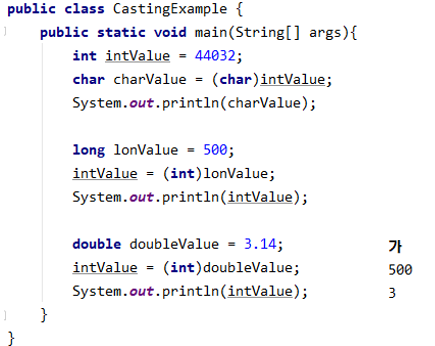 public class CastingExample {
public static void main(String[] args){
int intValue = 44032;
char charValue = (char)intValue;
System.out.println(charValue);
long lonValue = 500;
intValue = (int)lonValue;
System.out.println(intValue);
double doubleValue = 3.14;
intValue = (int)doubleValue;
System.out.println(intValue);
}
}
가
500
3